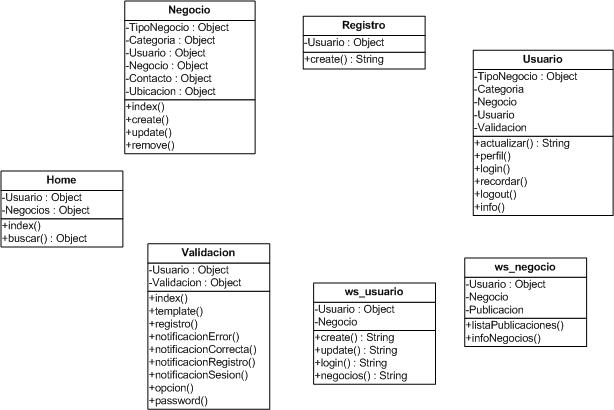 Negocio
-TipoNegocio : Object
-Categoria : Object
-Usuario : Object
-Negocio : Object
-Contacto : Object
-Ubicacion : Object
+index()
+create()
+update()
+remove()
Registro
-Usuario : Object
+create() : String
Usuario
-TipoNegocio : Object
-Categoria
-Negocio
-Usuario
-Validacion
+actualizar() : String
+perfil()
+login()
+recordar()
+logout()
+info()
Home
-Usuario : Object
-Negocios : Object
+index()
+buscar() : Object
Validacion
-Usuario : Object
-Validacion : Object
+index()
+template()
+registro()
+notificacionError()
+notificacionCorrecta()
+notificacionRegistro()
+notificacionSesion()
+opcion()
+password()
ws_usuario
-Usuario : Object
-Negocio
+create() : String
+update() : String
+login() : String
+negocios() : String
ws_negocio
-Usuario : Object
-Negocio
-Publicacion
+listaPublicaciones()
+infoNegocios()